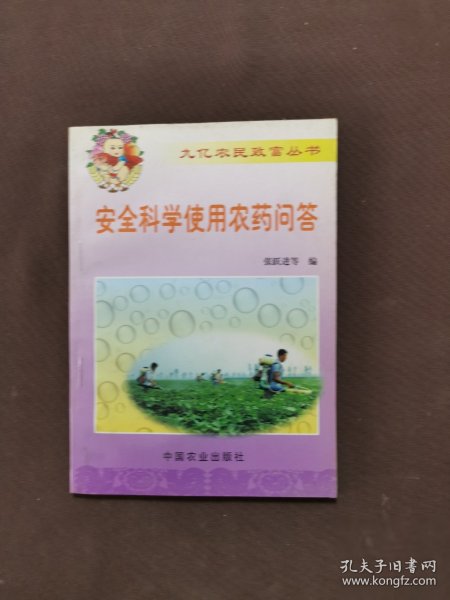 九亿农民致富丛书
安全科学使用农药问答
张跃进等 编
中国农业出版社
孔夫子旧书网
www.kongfz.com